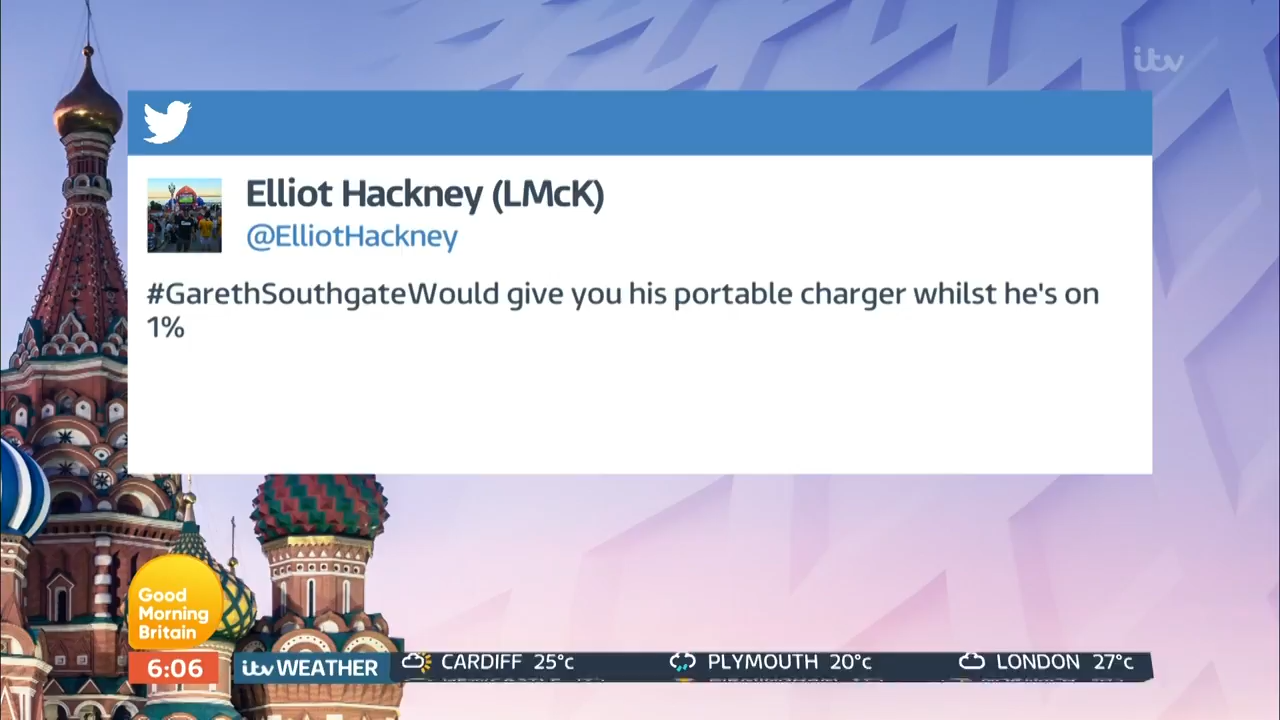 itv
Elliot Hackney (LMcK)
@ElliotHackney
#GarethSouthgateWould give you his portable charger whilst he's on
1%
Good
Morning
Britain
6:06 itv WEATHER CARDIFF 25°c PLYMOUTH 20°c LONDON 27°c